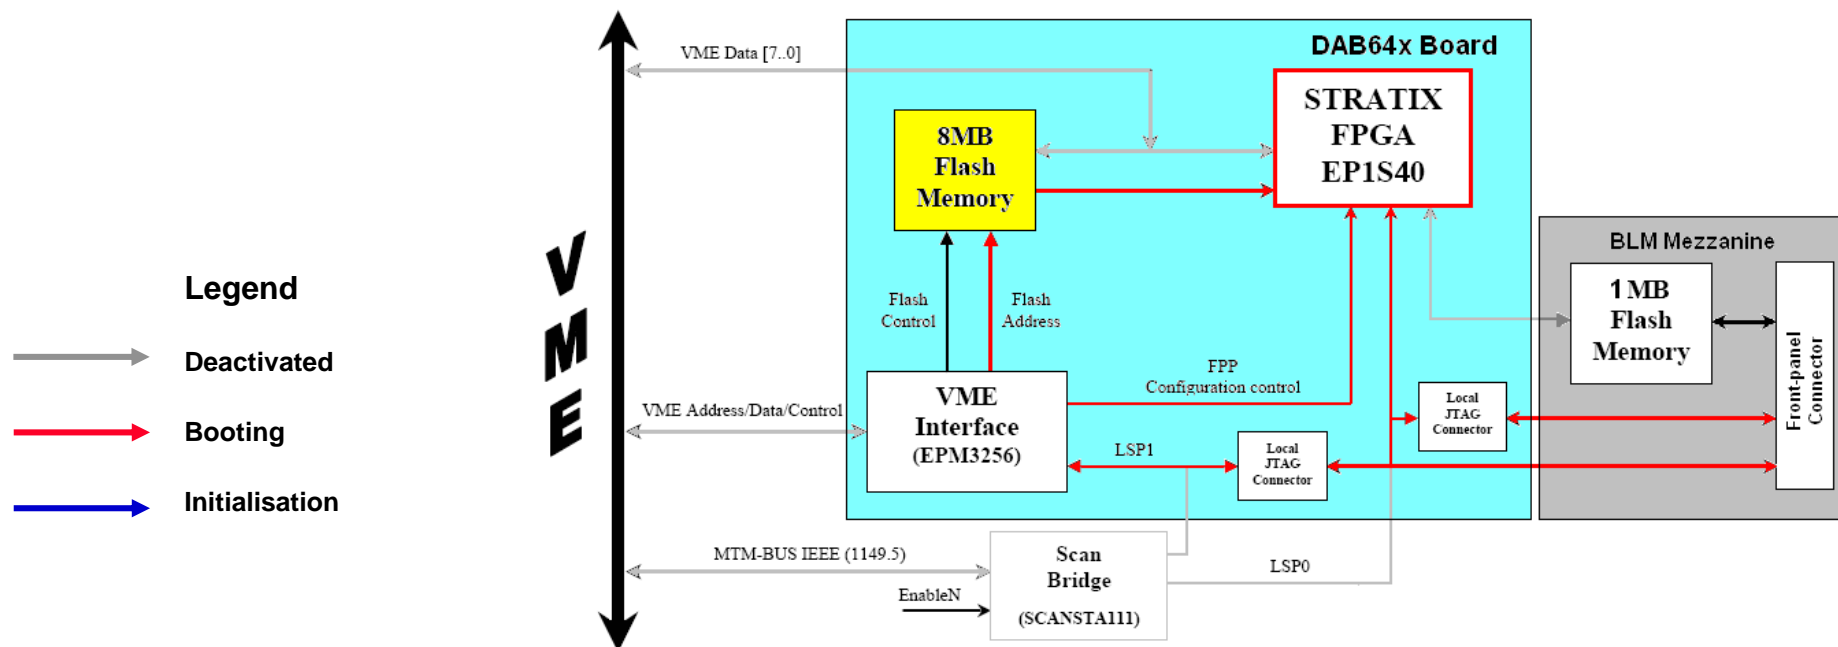 Legend
Deactivated
Booting
Initialisation
VME
VME Data [7..0]
VME Address/Data/Control
MTM-BUS IEEE (1149.5)
EnableN
DAB64x Board
STRATIX
FPGA
EP1S40
8MB
Flash
Memory
Flash
Control
Flash
Address
VME
Interface
(EPM3256)
FPP
Configuration control
LSP1
Local
JTAG
Connector
Local
JTAG
Connector
Scan
Bridge
(SCANSTA111)
LSP0
BLM Mezzanine
1MB
Flash
Memory
Front-panel
Connector